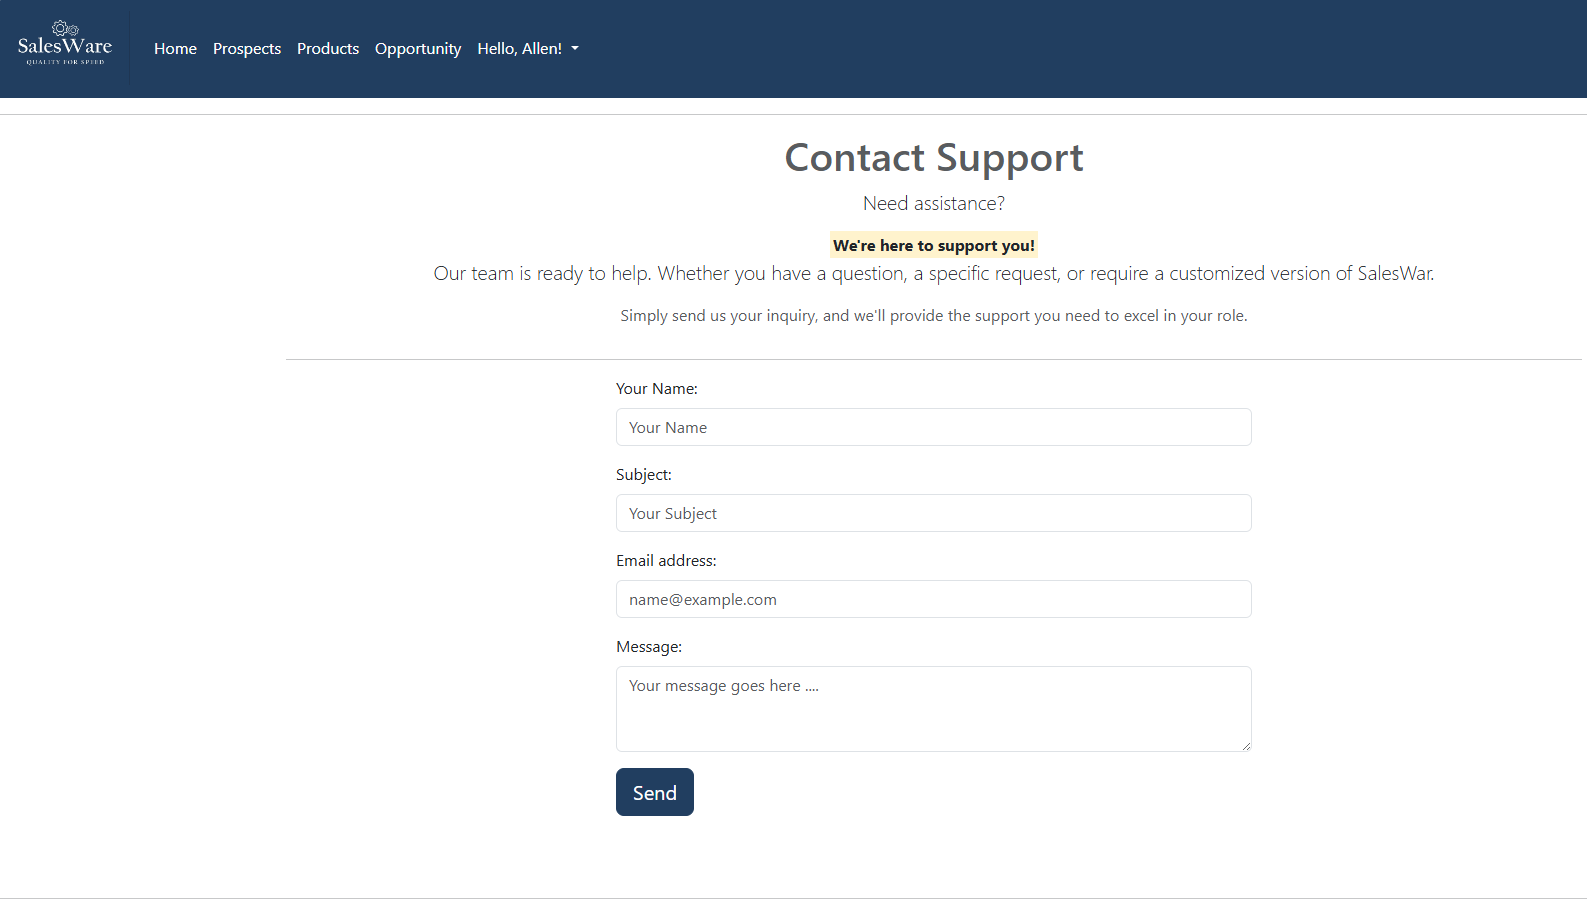 SalesWare
QUALITY FOR SPEED
Home Prospects Products Opportunity Hello, Allen!
Contact Support
Need assistance?
We're here to support you!
Our team is ready to help. Whether you have a question, a specific request, or require a customized version of SalesWar.
Simply send us your inquiry, and we'll provide the support you need to excel in your role.
Your Name:
Your Name
Subject:
Your Subject
Email address:
name@example.com
Message:
Your message goes here ....
Send